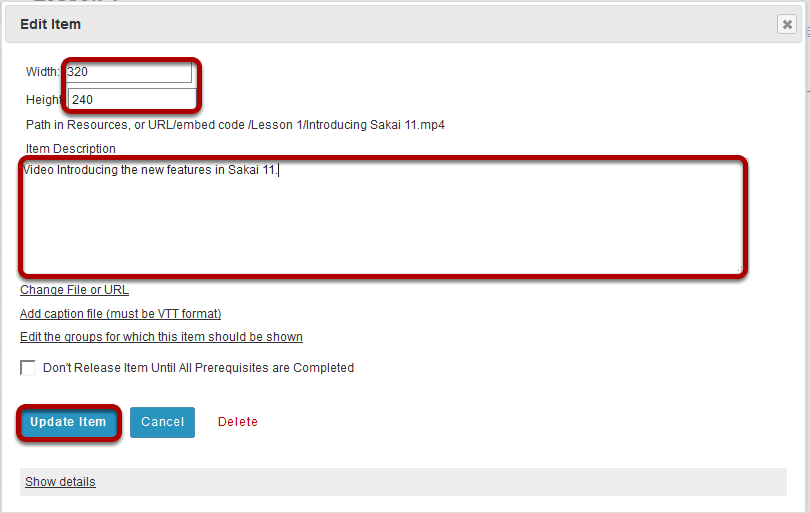 Edit Item
Width: 320
Height 240
Path in Resources, or URL/embed code /Lesson 1/Introducing Sakai 11.mp4
Item Description
Video Introducing the new features in Sakai 11.
Change File or URL
Add caption file (must be VTT format)
Edit the groups for which this item should be shown
Don't Release Item Until All Prerequisites are Completed
Update Item Cancel Delete
Show details